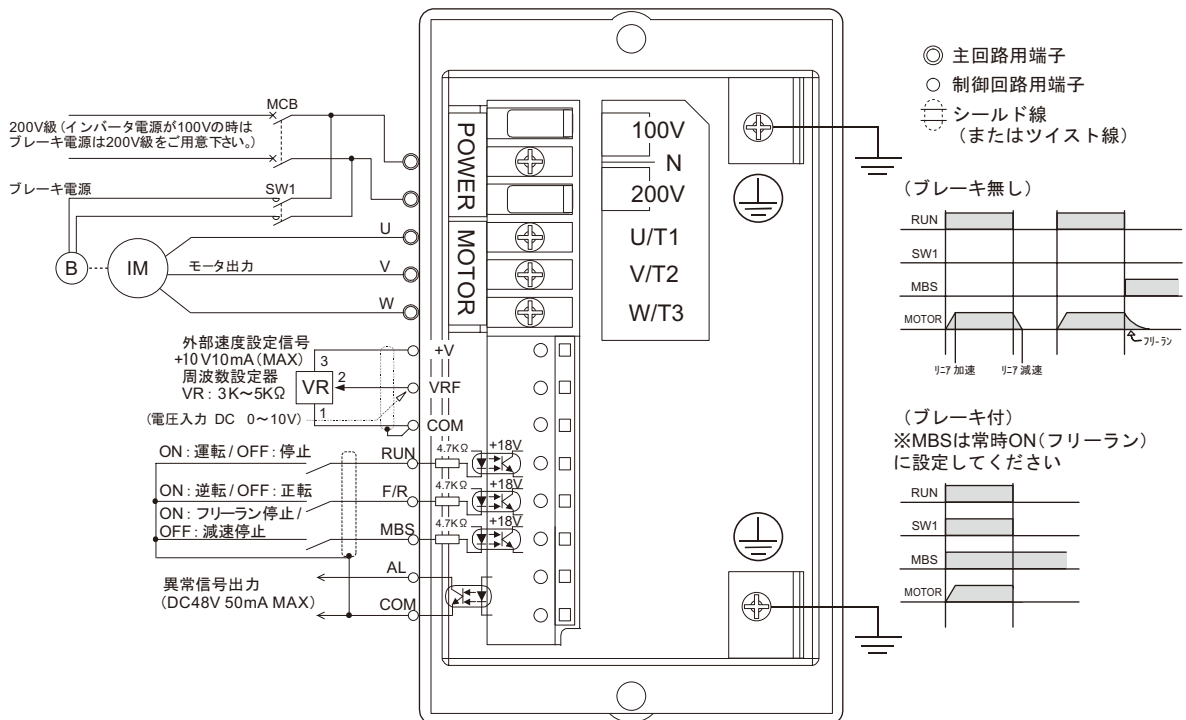 MCB
200V級(インバータ電源が100Vの時は
ブレーキ電源は200V級をご用意下さい。)
ブレーキ電源
SW1
U
B
IM
モータ出力
V
W
外部速度設定信号
+10V10mA(MAX)
周波数設定器
VR:3K~5KΩ
3
VR
2
1
(電圧入力 DC 0~10V)
+V
VRF
COM
ON:運転/OFF:停止
RUN
4.7KΩ
+18V
ON:逆転/OFF:正転
F/R
4.7KΩ
+18V
ON:フリーラン停止/
OFF:減速停止
MBS
4.7KΩ
+18V
異常信号出力
(DC48V 50mA MAX)
AL
COM
POWER
MOTOR
100V
N
200V
U/T1
V/T2
W/T3
主回路用端子
制御回路用端子
シールド線
(またはツイスト線)
(ブレーキ無し)
RUN
SW1
MBS
MOTOR
フリーラン
リニア加速
リニア減速
(ブレーキ付)
※MBSは常時ON(フリーラン)
に設定してください
RUN
SW1
MBS
MOTOR